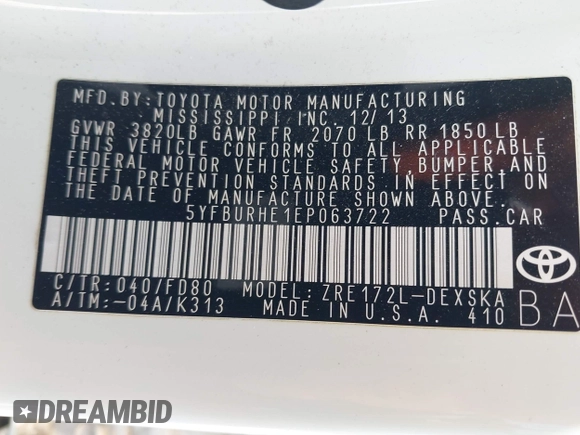 MFD.BY:TOYOTA MOTOR MANUFACTURING
MISSISSIPPI INC. 12/13
GVWR 3820LB GAWR FR 2070 LB RR 1850 LB
THIS VEHICLE CONFORMS TO ALL APPLICABLE
FEDERAL MOTOR VEHICLE SAFETY, BUMPER, AND
THEFT PREVENTION STANDARDS IN EFFECT ON
THE DATE OF MANUFACTURE SHOWN ABOVE.
5YFBURHE1EP063722 PASS.CAR
C/TR: 040/FD80 MODEL: ZRE172L-DEXSKA
A/TM:-04A/K313 MADE IN U.S.A. 410
BA
DREAMBID